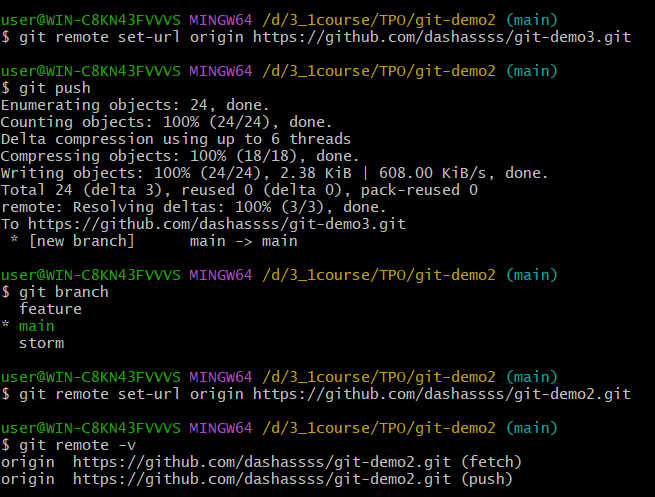 user@WIN-C8KN43FVVVS MINGW64 /d/3_1course/TPO/git-demo2 (main)
$ git remote set-url origin https://github.com/dashassss/git-demo3.git
user@WIN-C8KN43FVVVS MINGW64 /d/3_1course/TPO/git-demo2 (main)
$ git push
Enumerating objects: 24, done.
Counting objects: 100% (24/24), done.
Delta compression using up to 6 threads
Compressing objects: 100% (18/18), done.
Writing objects: 100% (24/24), 2.38 KiB | 608.00 KiB/s, done.
Total 24 (delta 3), reused 0 (delta 0), pack-reused 0
remote: Resolving deltas: 100% (3/3), done.
To https://github.com/dashassss/git-demo3.git
 * [new branch]      main -> main
user@WIN-C8KN43FVVVS MINGW64 /d/3_1course/TPO/git-demo2 (main)
$ git branch
  feature
* main
  storm
user@WIN-C8KN43FVVVS MINGW64 /d/3_1course/TPO/git-demo2 (main)
$ git remote set-url origin https://github.com/dashassss/git-demo2.git
user@WIN-C8KN43FVVVS MINGW64 /d/3_1course/TPO/git-demo2 (main)
$ git remote -v
origin  https://github.com/dashassss/git-demo2.git (fetch)
origin  https://github.com/dashassss/git-demo2.git (push)